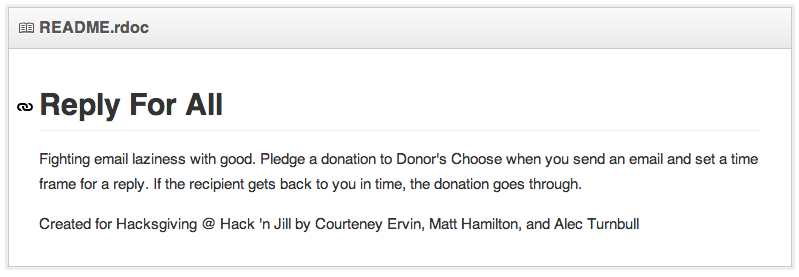 README.rdoc
Reply For All
Fighting email laziness with good. Pledge a donation to Donor's Choose when you send an email and set a time
frame for a reply. If the recipient gets back to you in time, the donation goes through.
Created for Hacksgiving @ Hack 'n Jill by Courteney Ervin, Matt Hamilton, and Alec Turnbull